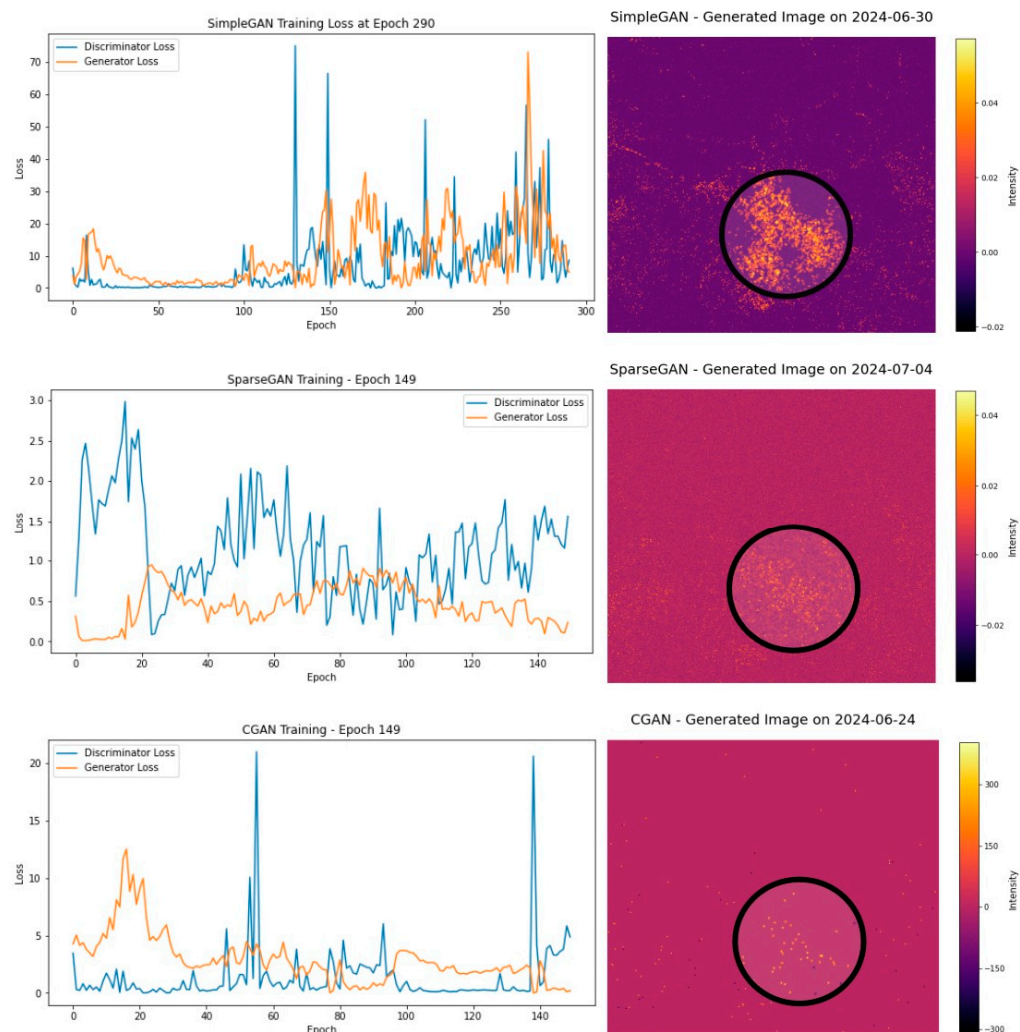 SimpleGAN Training Loss at Epoch 290
Discriminator Loss
Generator Loss
70
60
50
40
30
20
10
0
Loss
0 50 100 150 200 250 300
Epoch
SimpleGAN - Generated Image on 2024-06-30
0.04
0.02
0.00
−0.02
Intensity
SparseGAN Training - Epoch 149
Discriminator Loss
Generator Loss
3.0
2.5
2.0
1.5
1.0
0.5
0.0
Loss
0 20 40 60 80 100 120 140
Epoch
SparseGAN - Generated Image on 2024-07-04
0.04
0.02
0.00
−0.02
Intensity
CGAN Training - Epoch 149
Discriminator Loss
Generator Loss
20
15
10
5
0
Loss
0 20 40 60 80 100 120 140
Epoch
CGAN - Generated Image on 2024-06-24
300
150
0
−150
−300
Intensity